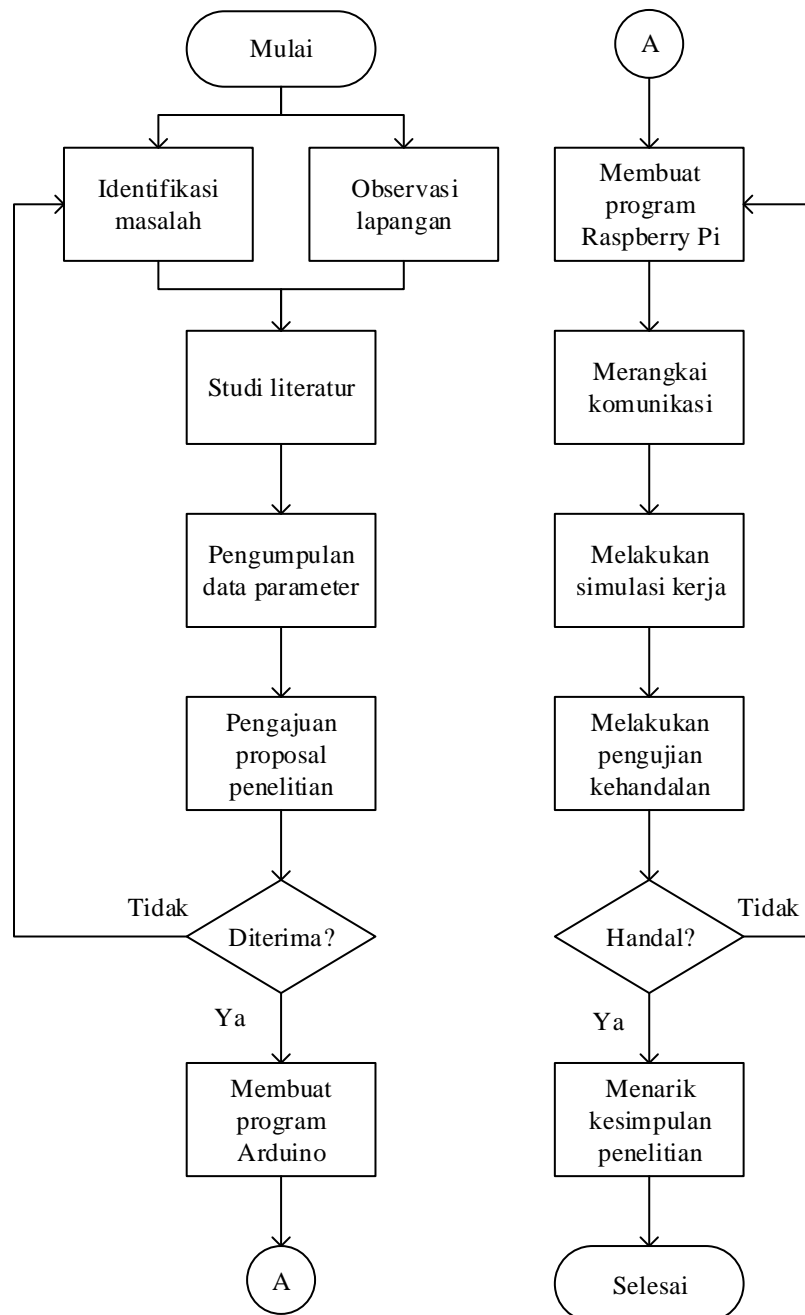 Mulai
Identifikasi
masalah
Observasi
lapangan
Studi literatur
Pengumpulan
data parameter
Pengajuan
proposal
penelitian
Tidak
Diterima?
Ya
Membuat
program
Arduino
A
A
Membuat
program
Raspberry Pi
Merangkai
komunikasi
Melakukan
simulasi kerja
Melakukan
pengujian
kehandalan
Tidak
Handal?
Ya
Menarik
kesimpulan
penelitian
Selesai